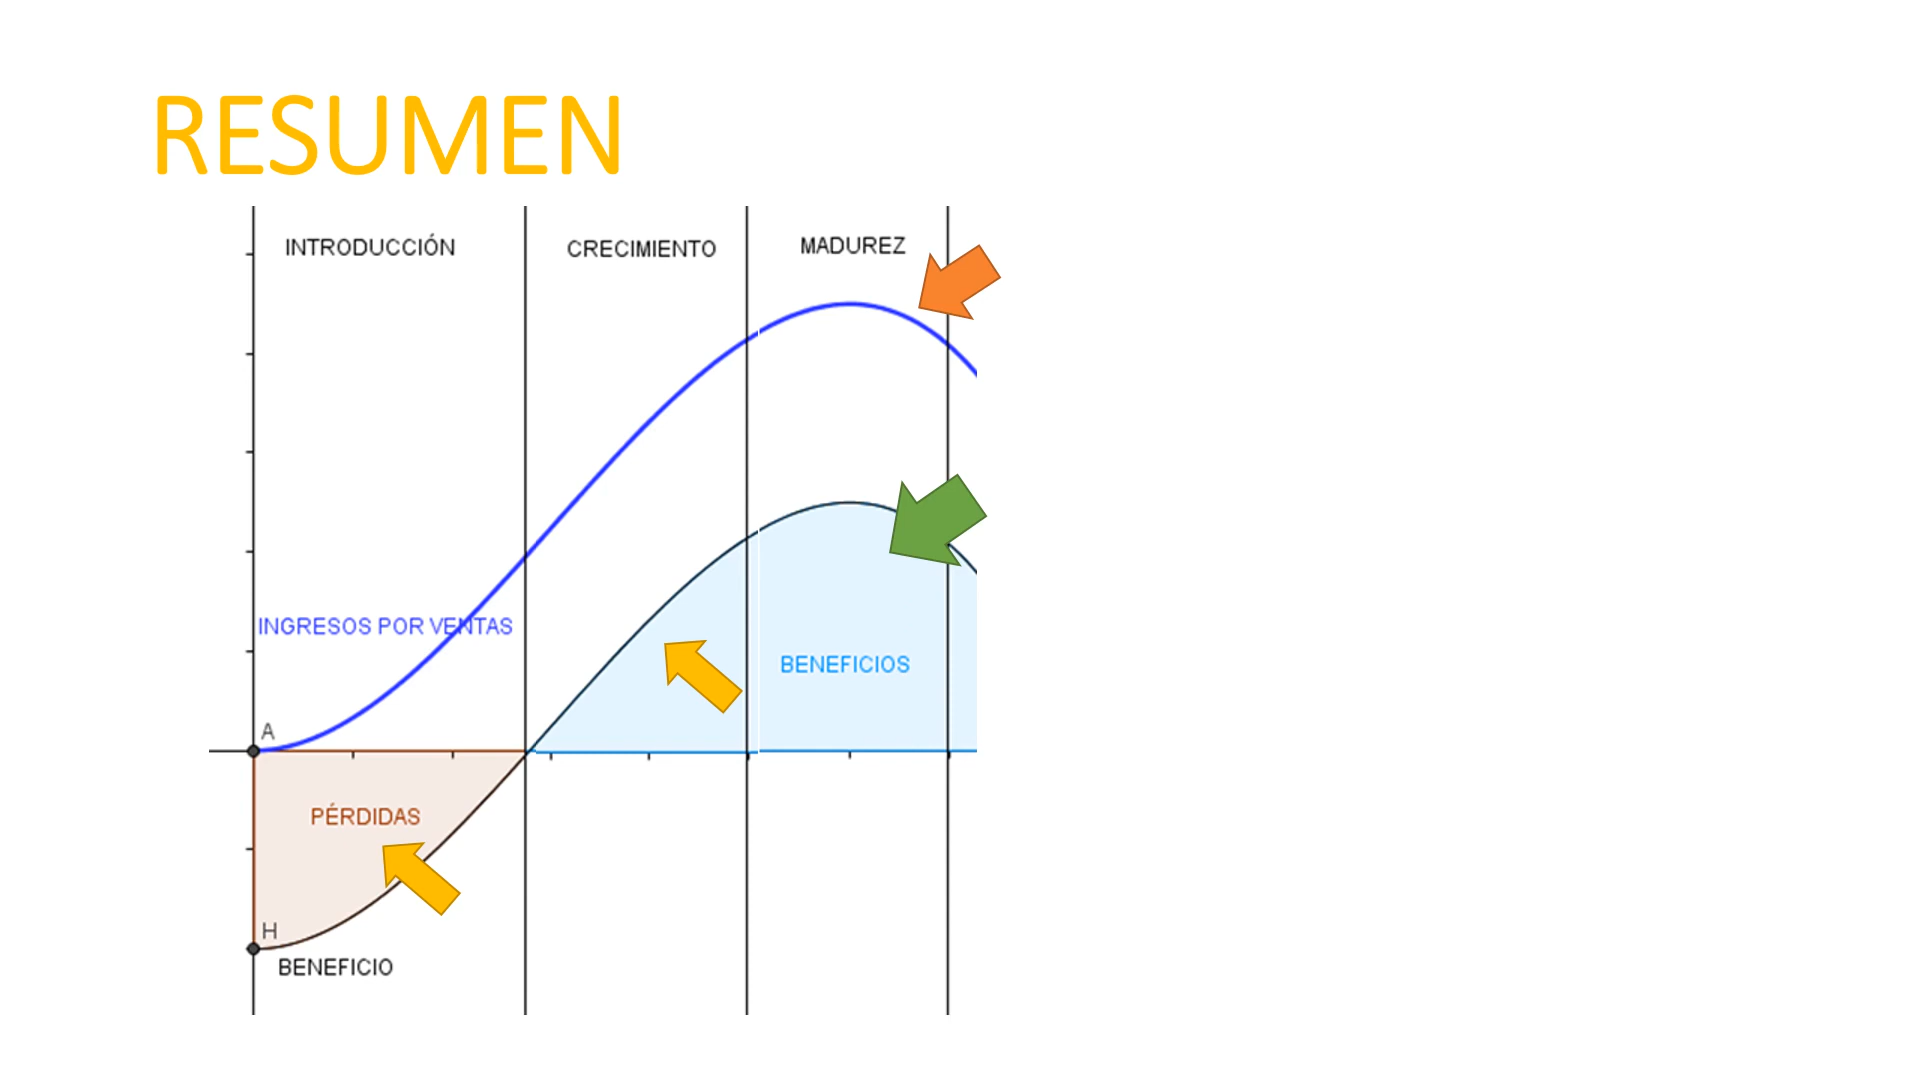 RESUMEN
INTRODUCCIÓN
CRECIMIENTO
MADUREZ
INGRESOS POR VENTAS
BENEFICIOS
A
PÉRDIDAS
H
BENEFICIO